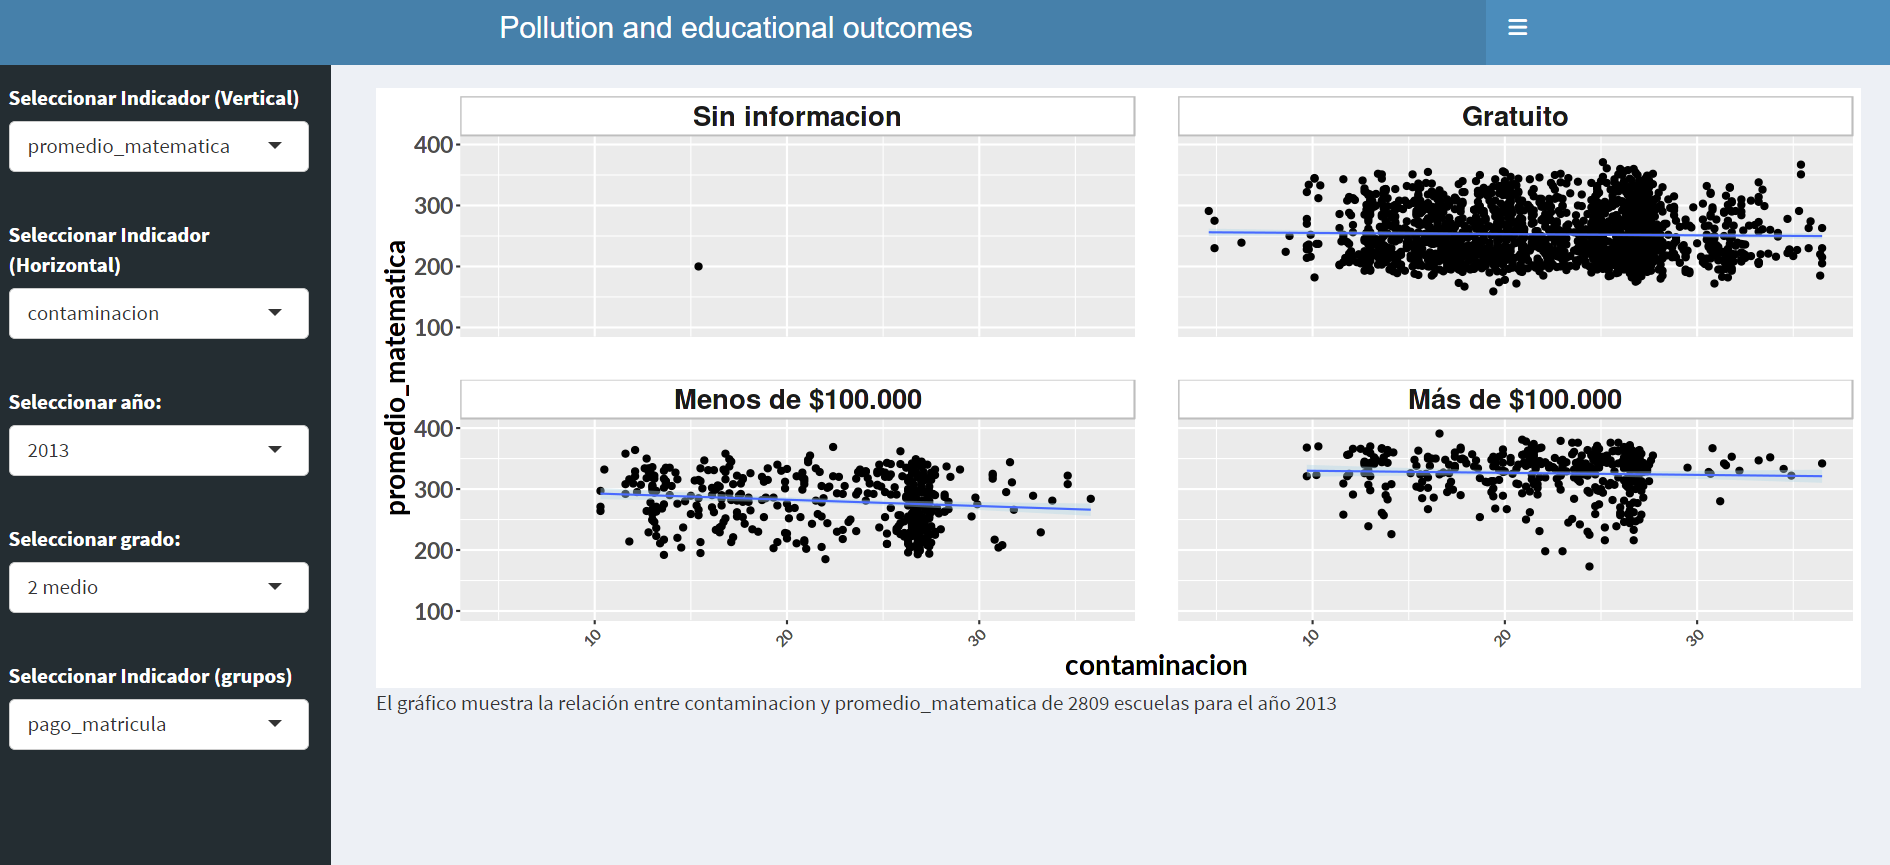 Pollution and educational outcomes
Seleccionar Indicador (Vertical)
promedio_matematica
Seleccionar Indicador
(Horizontal)
contaminacion
Seleccionar año:
2013
Seleccionar grado:
2 medio
Seleccionar Indicador (grupos)
pago_matricula
Sin informacion
Gratuito
400
300
200
100
promedio_matematica
Menos de $100.000
Más de $100.000
400
300
200
100
10 20 30
10 20 30
contaminacion
El gráfico muestra la relación entre contaminacion y promedio_matematica de 2809 escuelas para el año 2013